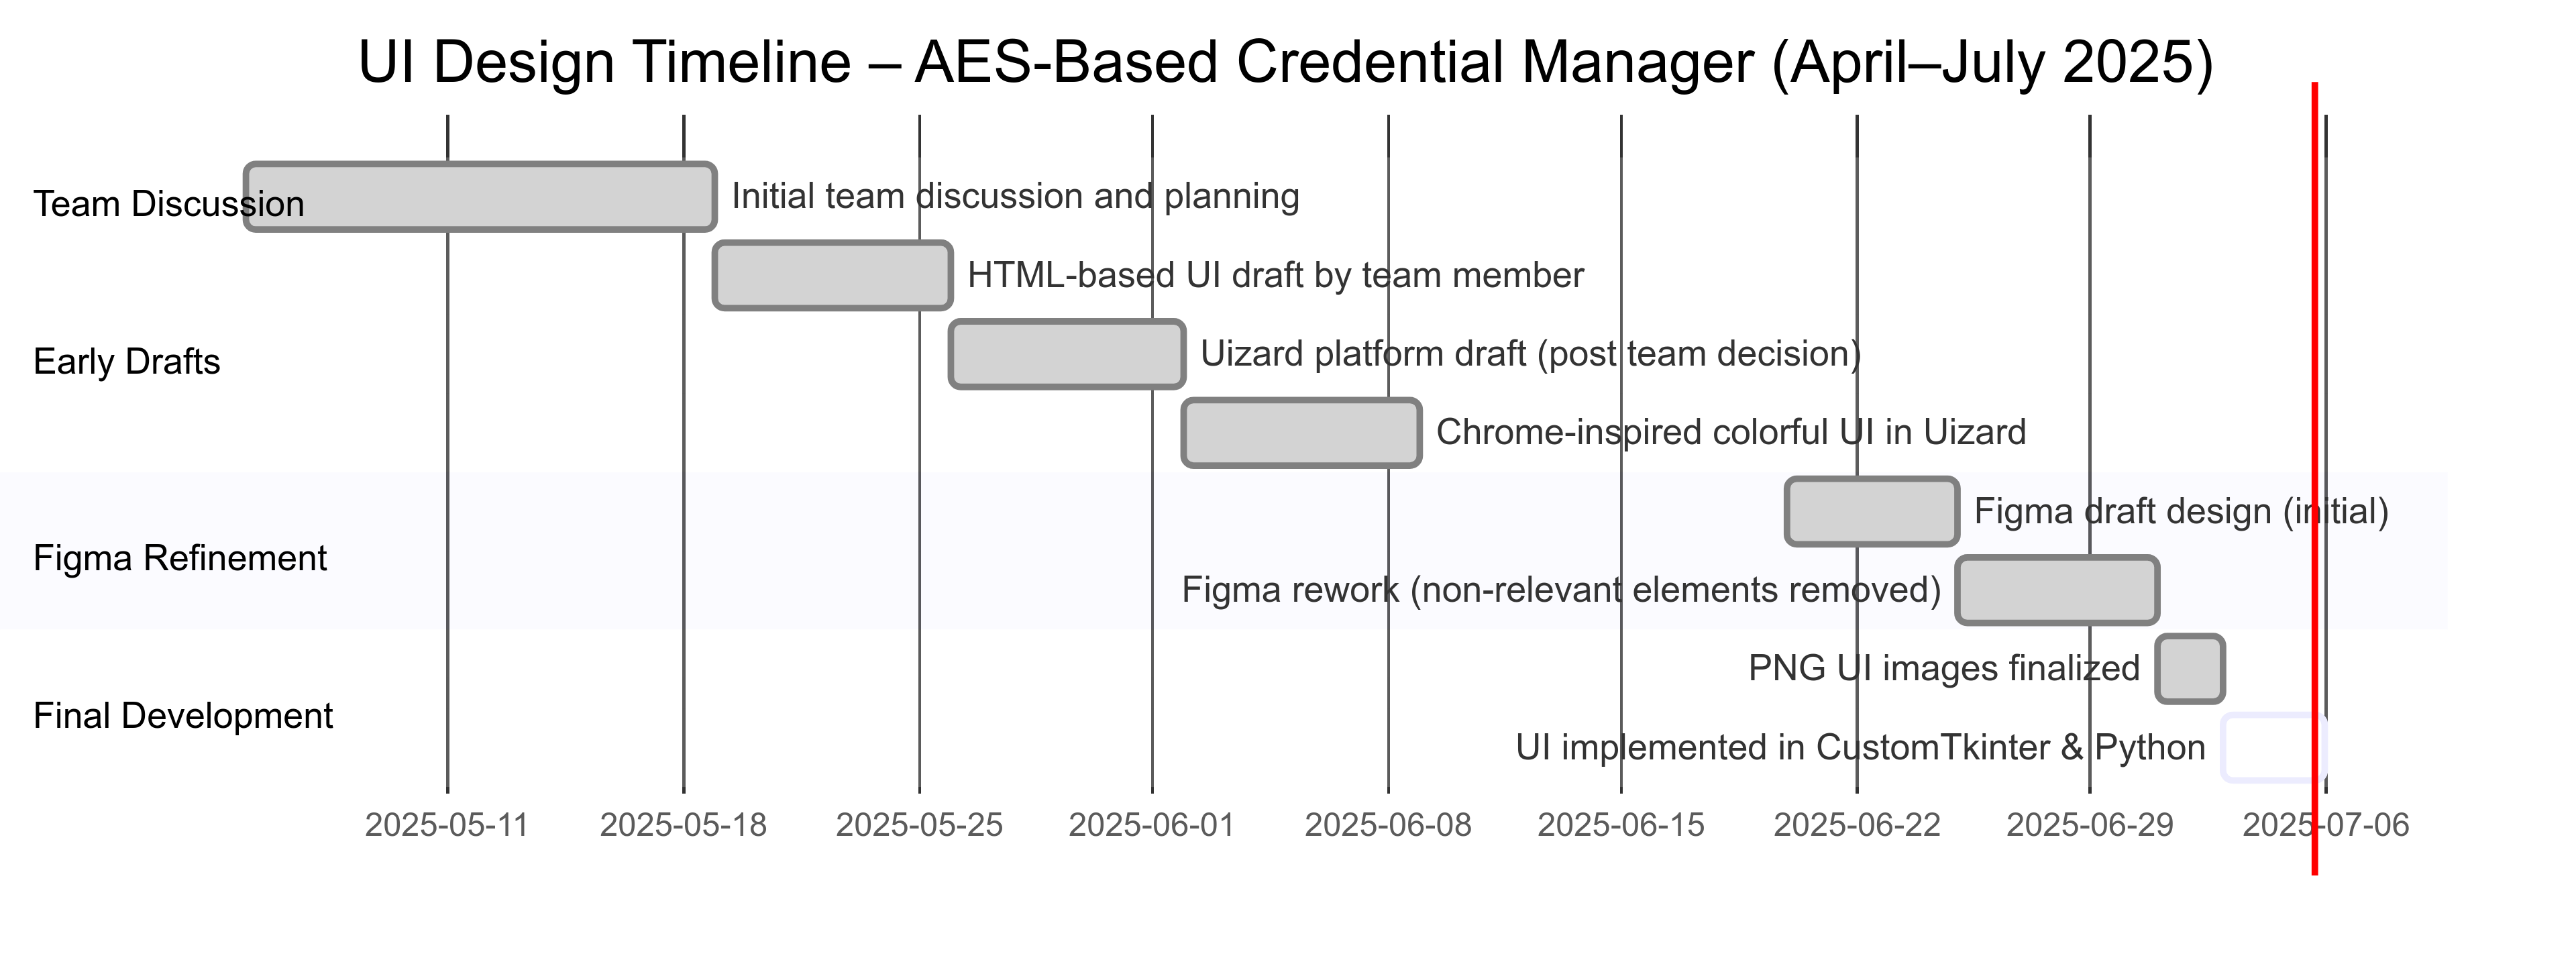 UI Design Timeline – AES-Based Credential Manager (April–July 2025)
Team Discussion
Initial team discussion and planning
HTML-based UI draft by team member
Early Drafts
Uizard platform draft (post team decision)
Chrome-inspired colorful UI in Uizard
Figma draft design (initial)
Figma Refinement
Figma rework (non-relevant elements removed)
PNG UI images finalized
Final Development
UI implemented in CustomTkinter & Python
2025-05-11 2025-05-18 2025-05-25 2025-06-01 2025-06-08 2025-06-15 2025-06-22 2025-06-29 2025-07-06